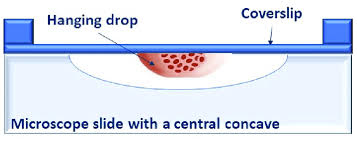 Coverslip
Hanging drop
Microscope slide with a central concave